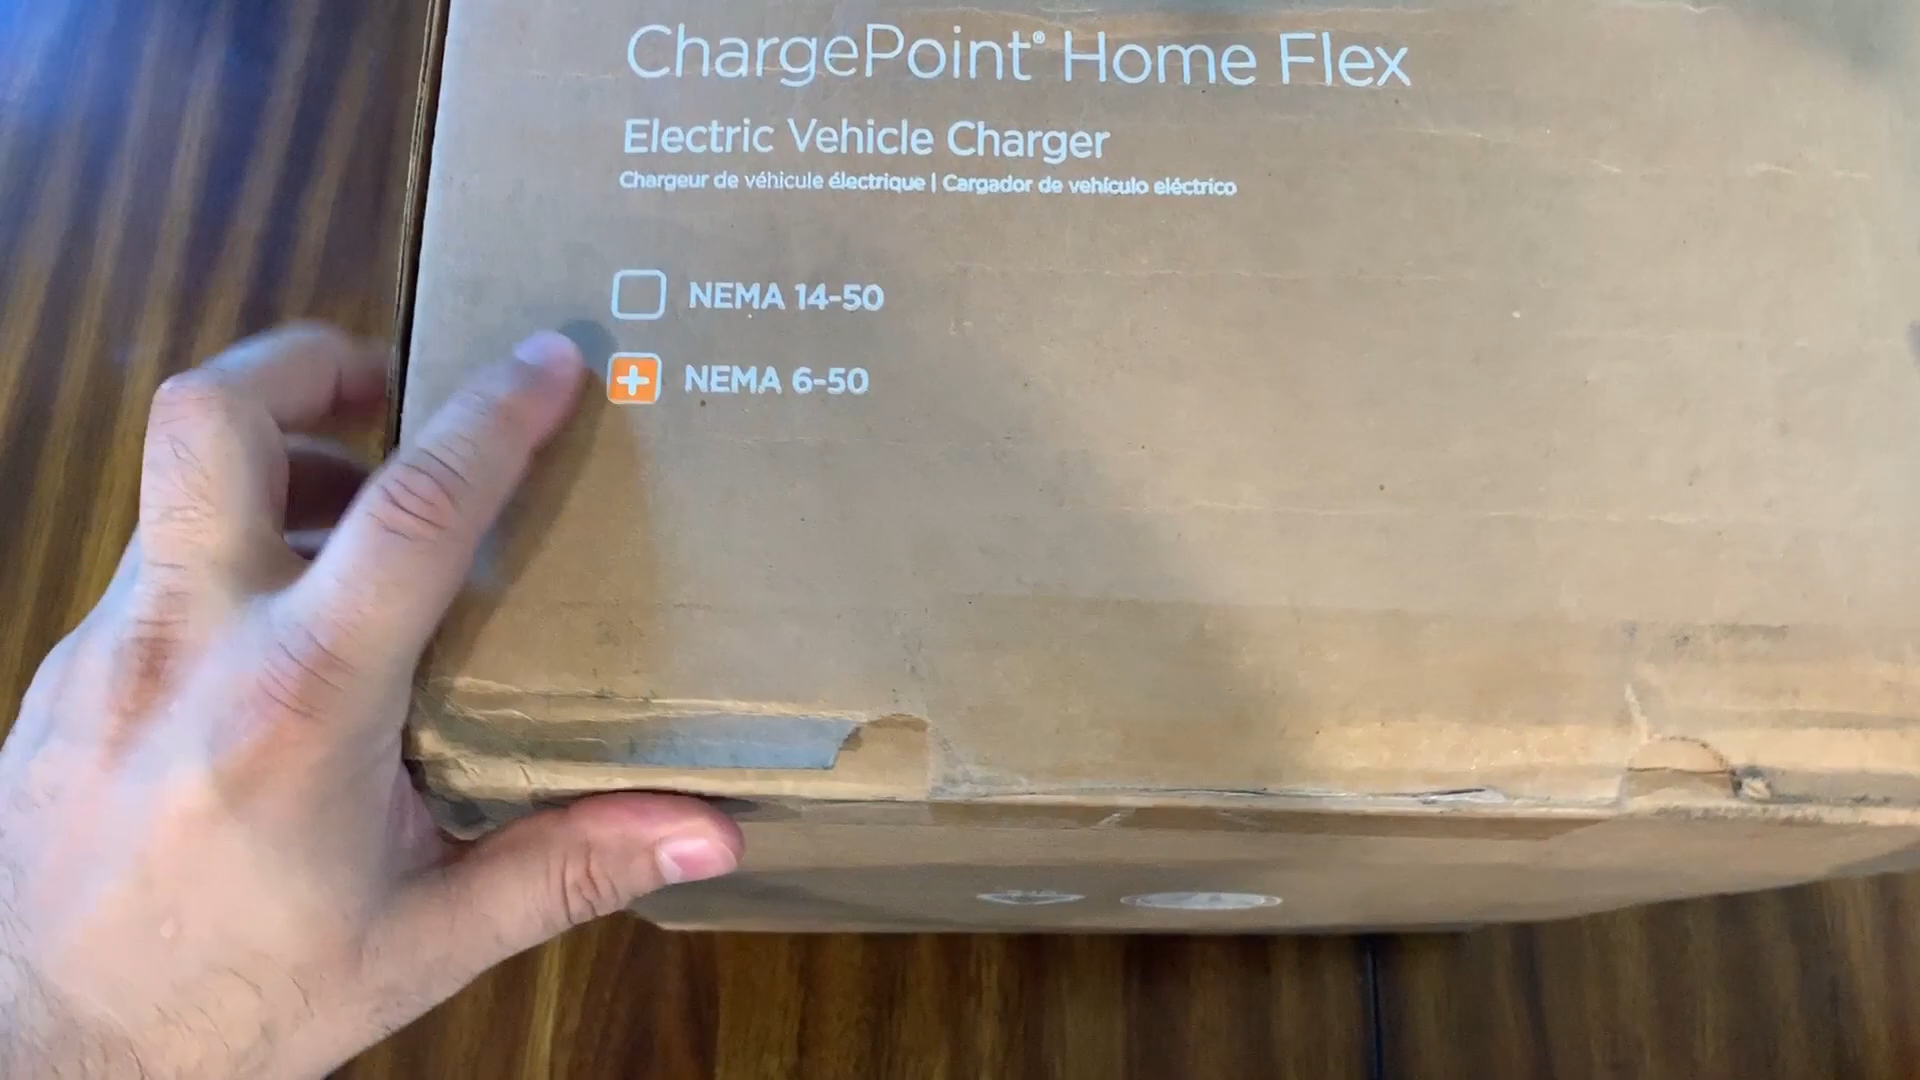 ChargePoint® Home Flex
Electric Vehicle Charger
Chargeur de véhicule électrique | Cargador de vehículo eléctrico
NEMA 14-50
NEMA 6-50